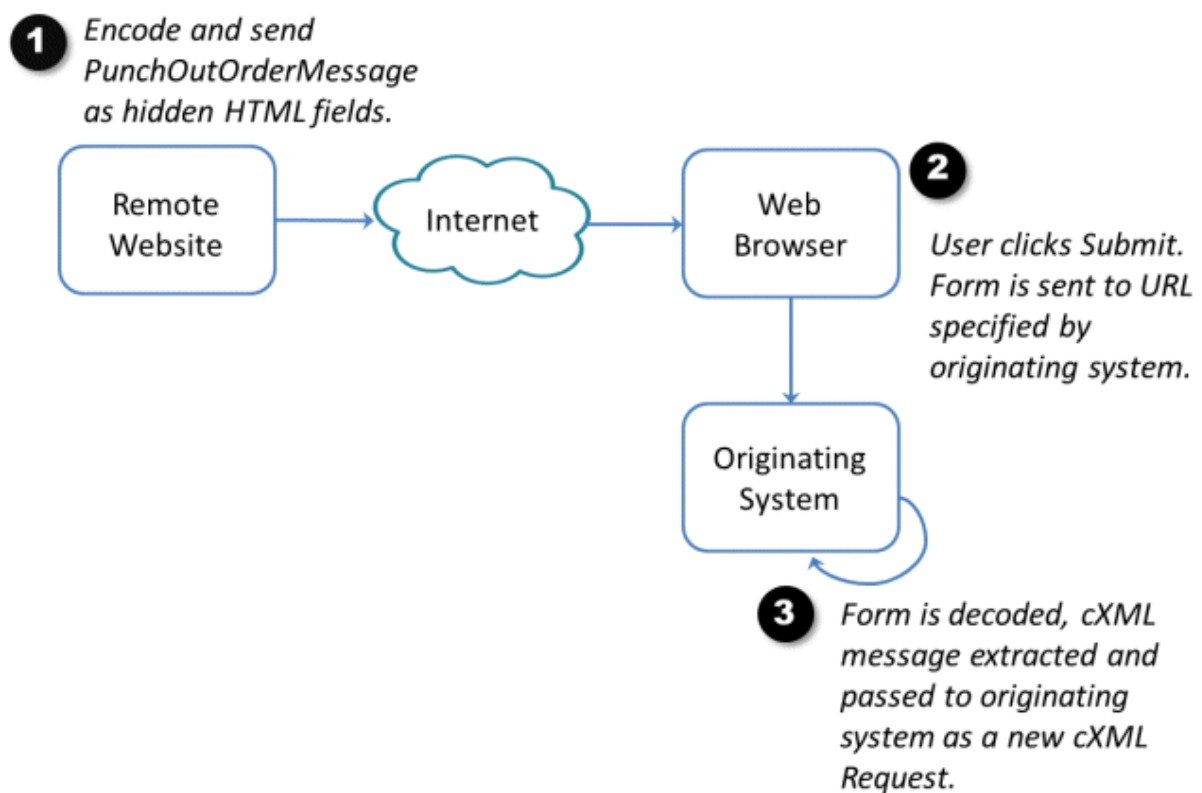 1
Encode and send
PunchOutOrderMessage
as hidden HTML fields.
Remote
Website
Internet
Web
Browser
2
User clicks Submit.
Form is sent to URL
specified by
originating system.
Originating
System
3
Form is decoded, cXML
message extracted and
passed to originating
system as a new cXML
Request.